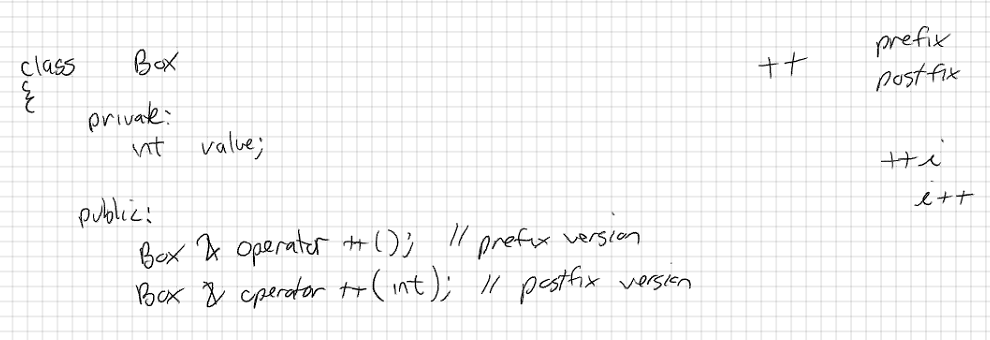 class Box
{
private:
int value;
public:
Box & operator ++(); // prefix version
Box & operator ++(int); // postfix version
++ prefix
postfix
++i
i++